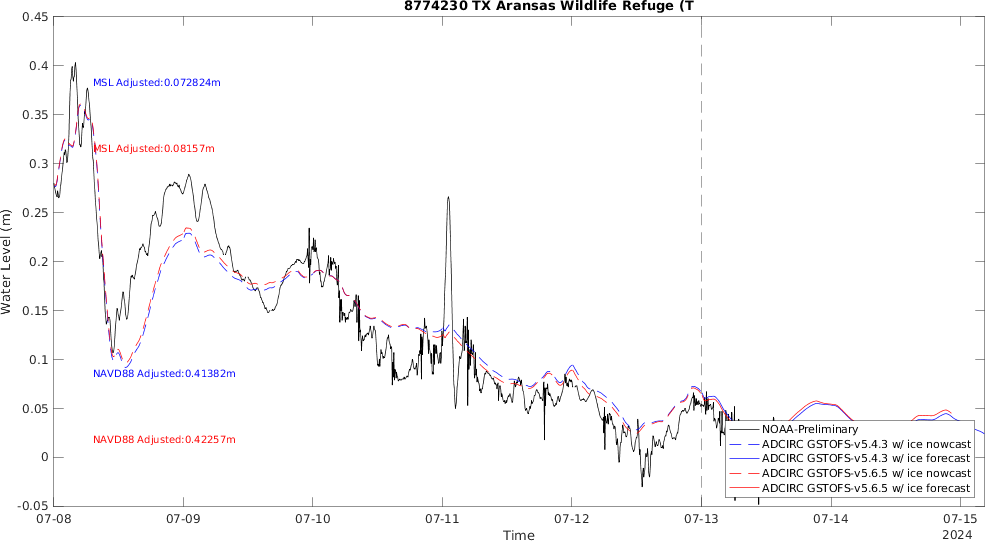 8774230 TX Aransas Wildlife Refuge (T
0.45
0.4
0.35
0.3
0.25
0.2
0.15
0.1
0.05
0
-0.05
Water Level (m)
MSL Adjusted:0.072824m
MSL Adjusted:0.08157m
NAVD88 Adjusted:0.41382m
NAVD88 Adjusted:0.42257m
NOAA-Preliminary
ADCIRC GSTOFS-v5.4.3 w/ ice nowcast
ADCIRC GSTOFS-v5.4.3 w/ ice forecast
ADCIRC GSTOFS-v5.6.5 w/ ice nowcast
ADCIRC GSTOFS-v5.6.5 w/ ice forecast
07-08 07-09 07-10 07-11 07-12 07-13 07-14 07-15
Time 2024